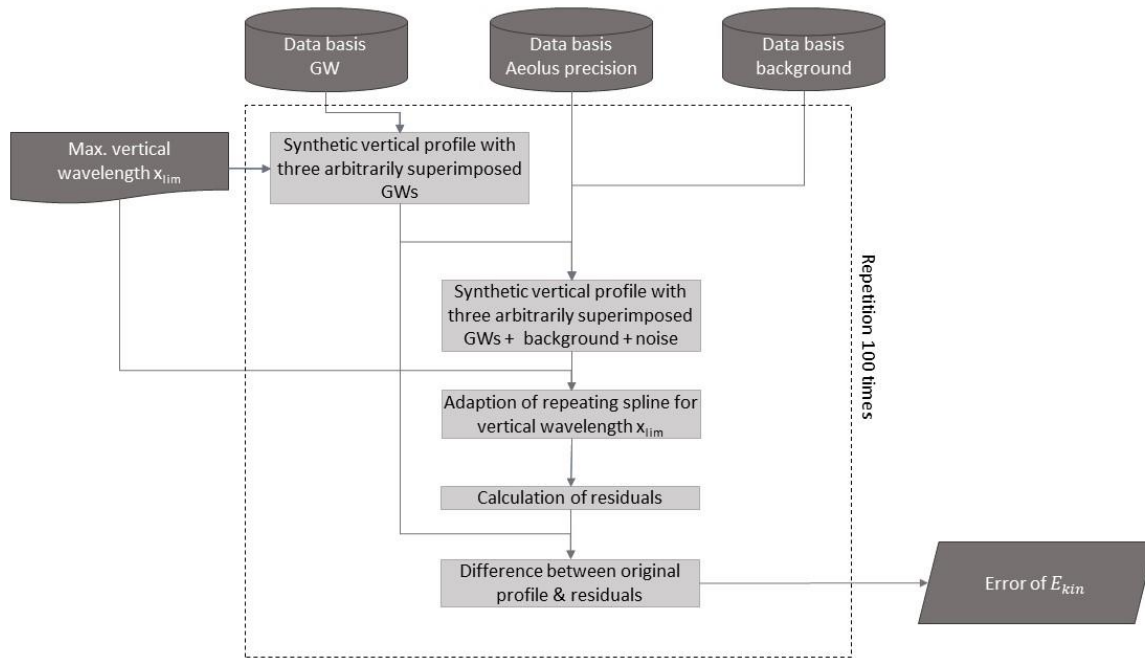 Data basis
GW
Data basis
Aeolus precision
Data basis
background
Max. vertical
wavelength x_lim
Synthetic vertical profile with
three arbitrarily superimposed
GWs
Synthetic vertical profile with
three arbitrarily superimposed
GWs + background + noise
Repetition 100 times
Adaption of repeating spline for
vertical wavelength x_lim
Calculation of residuals
Difference between original
profile & residuals
Error of E_kin